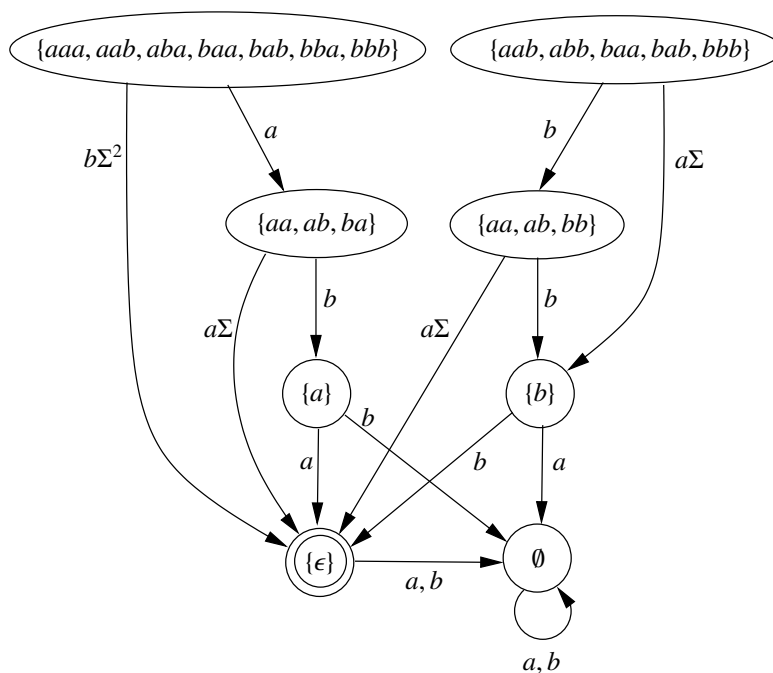 {aaa, aab, aba, baa, bab, bba, bbb} {aab, abb, baa, bab, bbb}
a b
bΣ² aΣ
{aa, ab, ba} {aa, ab, bb}
b b
aΣ aΣ
{a} {b}
b
a b a
{ϵ} ∅
a, b
a, b